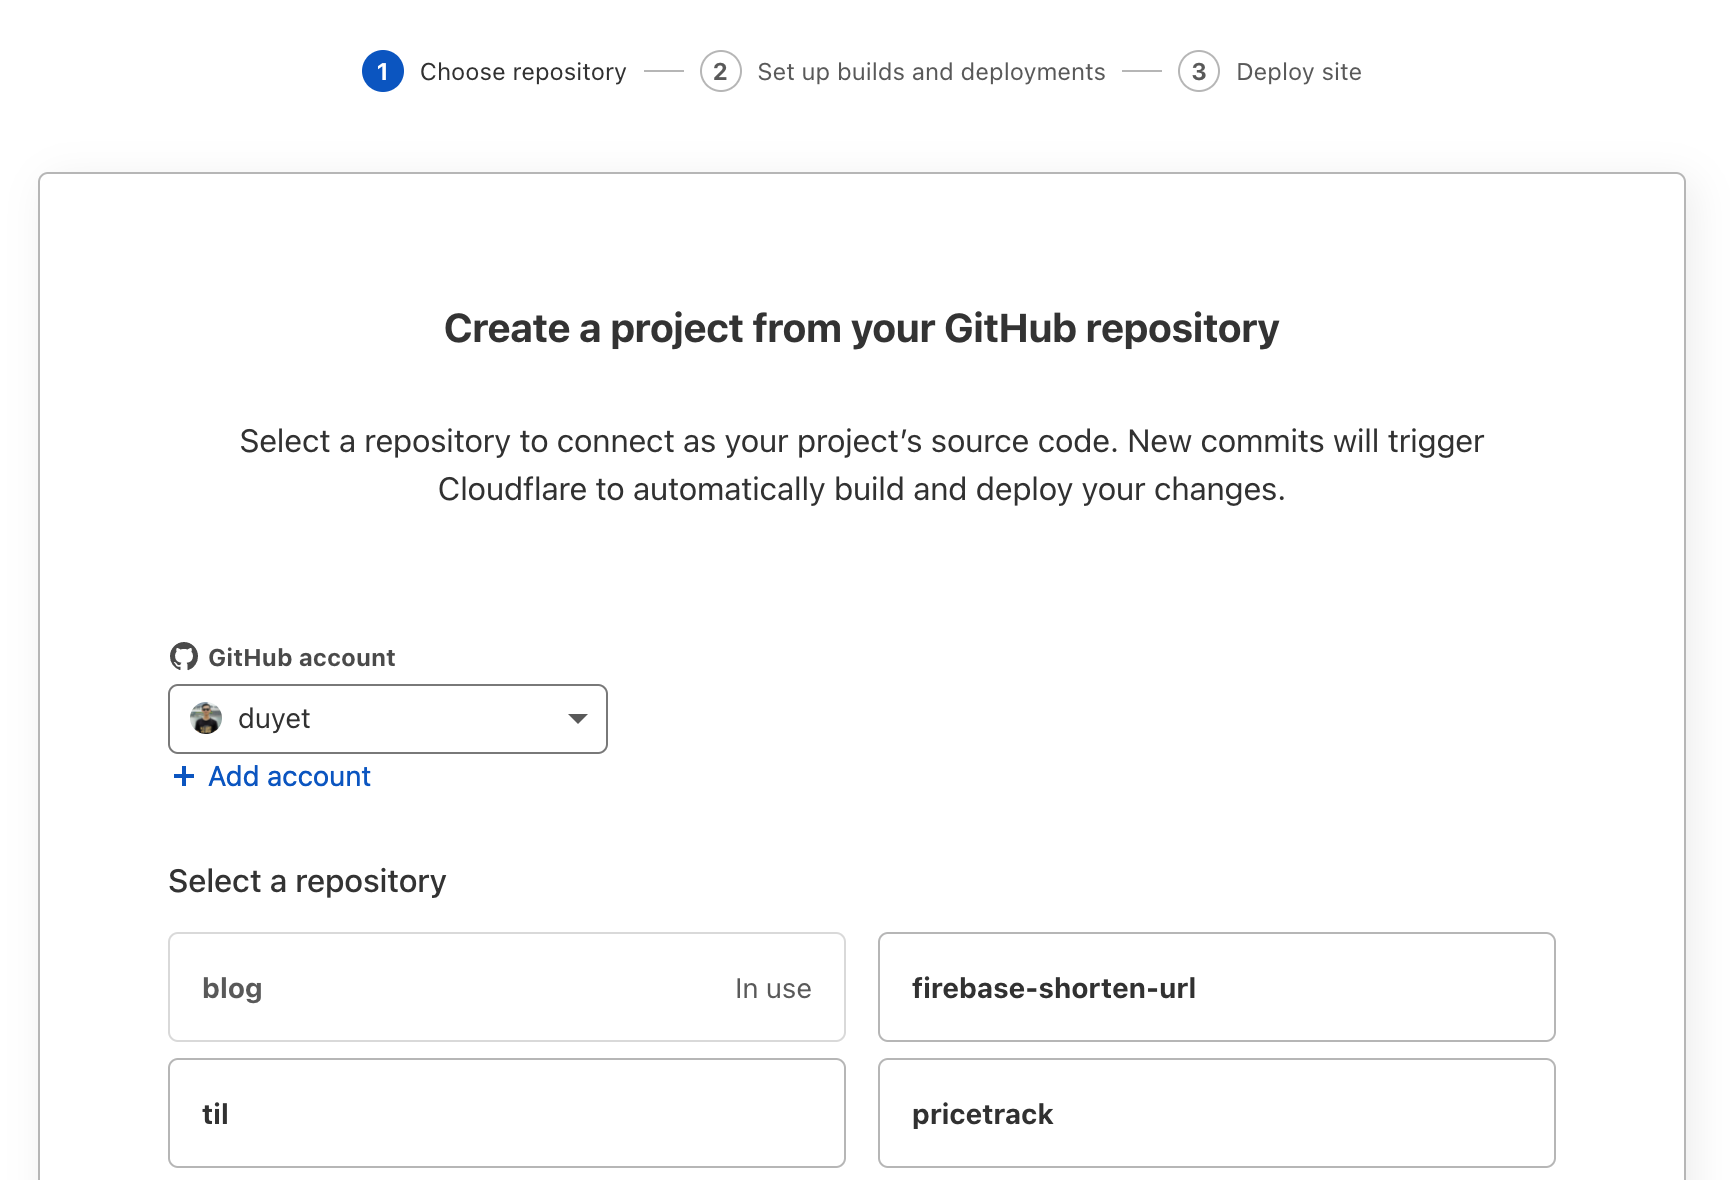 1 Choose repository 2 Set up builds and deployments 3 Deploy site
Create a project from your GitHub repository
Select a repository to connect as your project’s source code. New commits will trigger
Cloudflare to automatically build and deploy your changes.
GitHub account
duyet
+ Add account
Select a repository
blog In use
firebase-shorten-url
til
pricetrack